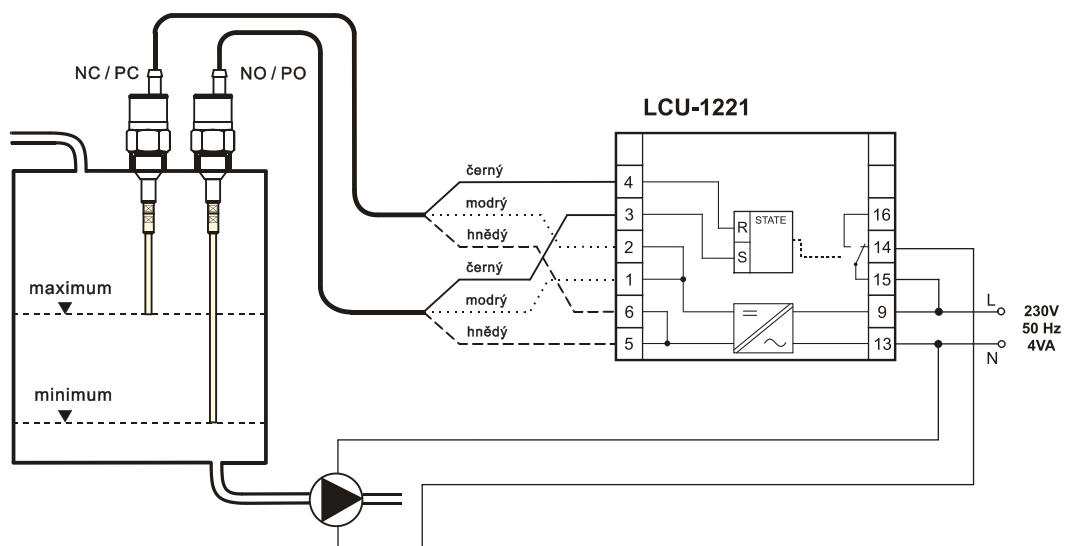 NC / PC
NO / PO
LCU-1221
černý
modrý
hnědý
černý
modrý
hnědý
4
3
2
1
6
5
R
S
STATE
16
14
15
9
13
L
N
230V
50 Hz
4VA
maximum
minimum